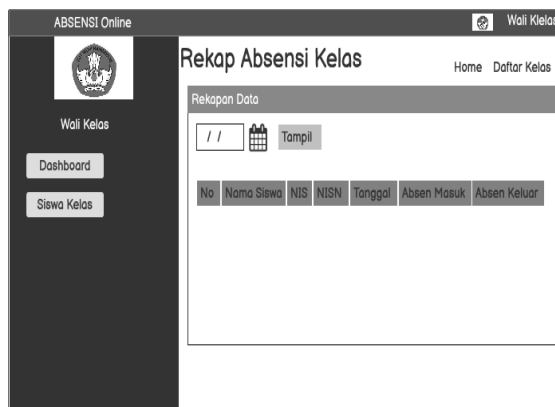 ABSENSI Online
Wali Klelas
Wali Kelas
Dashboard
Siswa Kelas
Rekap Absensi Kelas
Home Daftar Kelas
Rekapan Data
/ /
Tampil
No Nama Siswa NIS NISN Tanggal Absen Masuk Absen Keluar